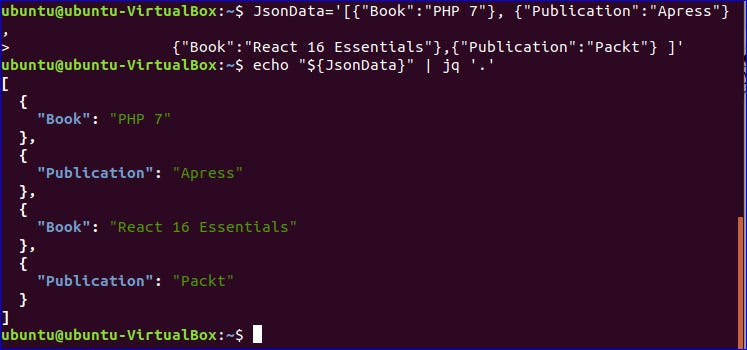 ubuntu@ubuntu-VirtualBox:~$ JsonData='[{"Book":"PHP 7"}, {"Publication":"Apress"}
,
>                   {"Book":"React 16 Essentials"},{"Publication":"Packt"} ]'
ubuntu@ubuntu-VirtualBox:~$ echo "${JsonData}" | jq '.'
[
  {
    "Book": "PHP 7"
  },
  {
    "Publication": "Apress"
  },
  {
    "Book": "React 16 Essentials"
  },
  {
    "Publication": "Packt"
  }
]
ubuntu@ubuntu-VirtualBox:~$